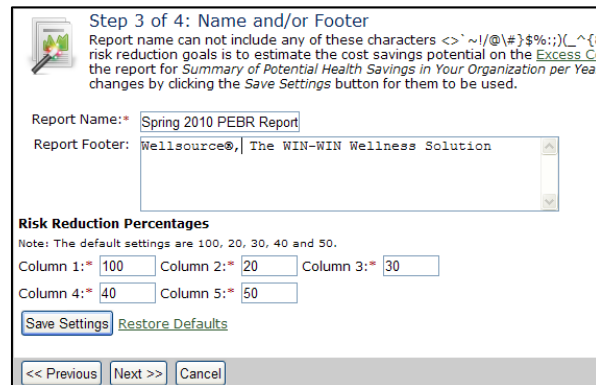 Step 3 of 4: Name and/or Footer
Report name can not include any of these characters <>`~!/@\#}$%:;)(_^{
risk reduction goals is to estimate the cost savings potential on the Excess C
the report for Summary of Potential Health Savings in Your Organization per Yea
changes by clicking the Save Settings button for them to be used.
Report Name:* Spring 2010 PEBR Report
Report Footer: Wellsource®, The WIN-WIN Wellness Solution
Risk Reduction Percentages
Note: The default settings are 100, 20, 30, 40 and 50.
Column 1:* 100 Column 2:* 20 Column 3:* 30
Column 4:* 40 Column 5:* 50
Save Settings Restore Defaults
<< Previous Next >> Cancel